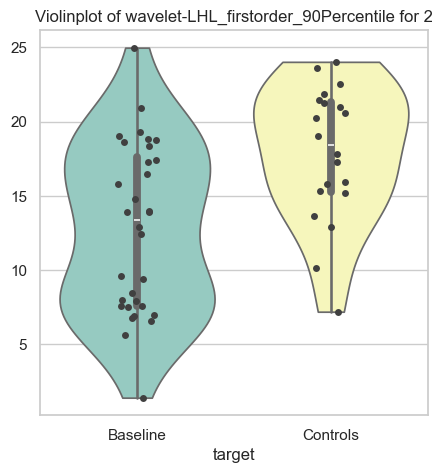 Violinplot of wavelet-LHL_firstorder_90Percentile for 2
25
20
15
10
5
Baseline
Controls
target